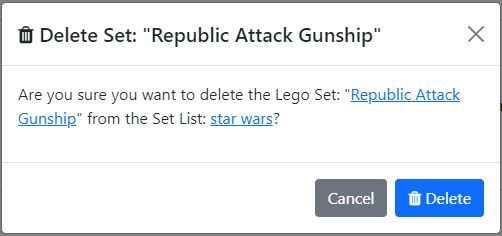 Delete Set: "Republic Attack Gunship"
Are you sure you want to delete the Lego Set: "Republic Attack
Gunship" from the Set List: star wars?
Cancel
Delete